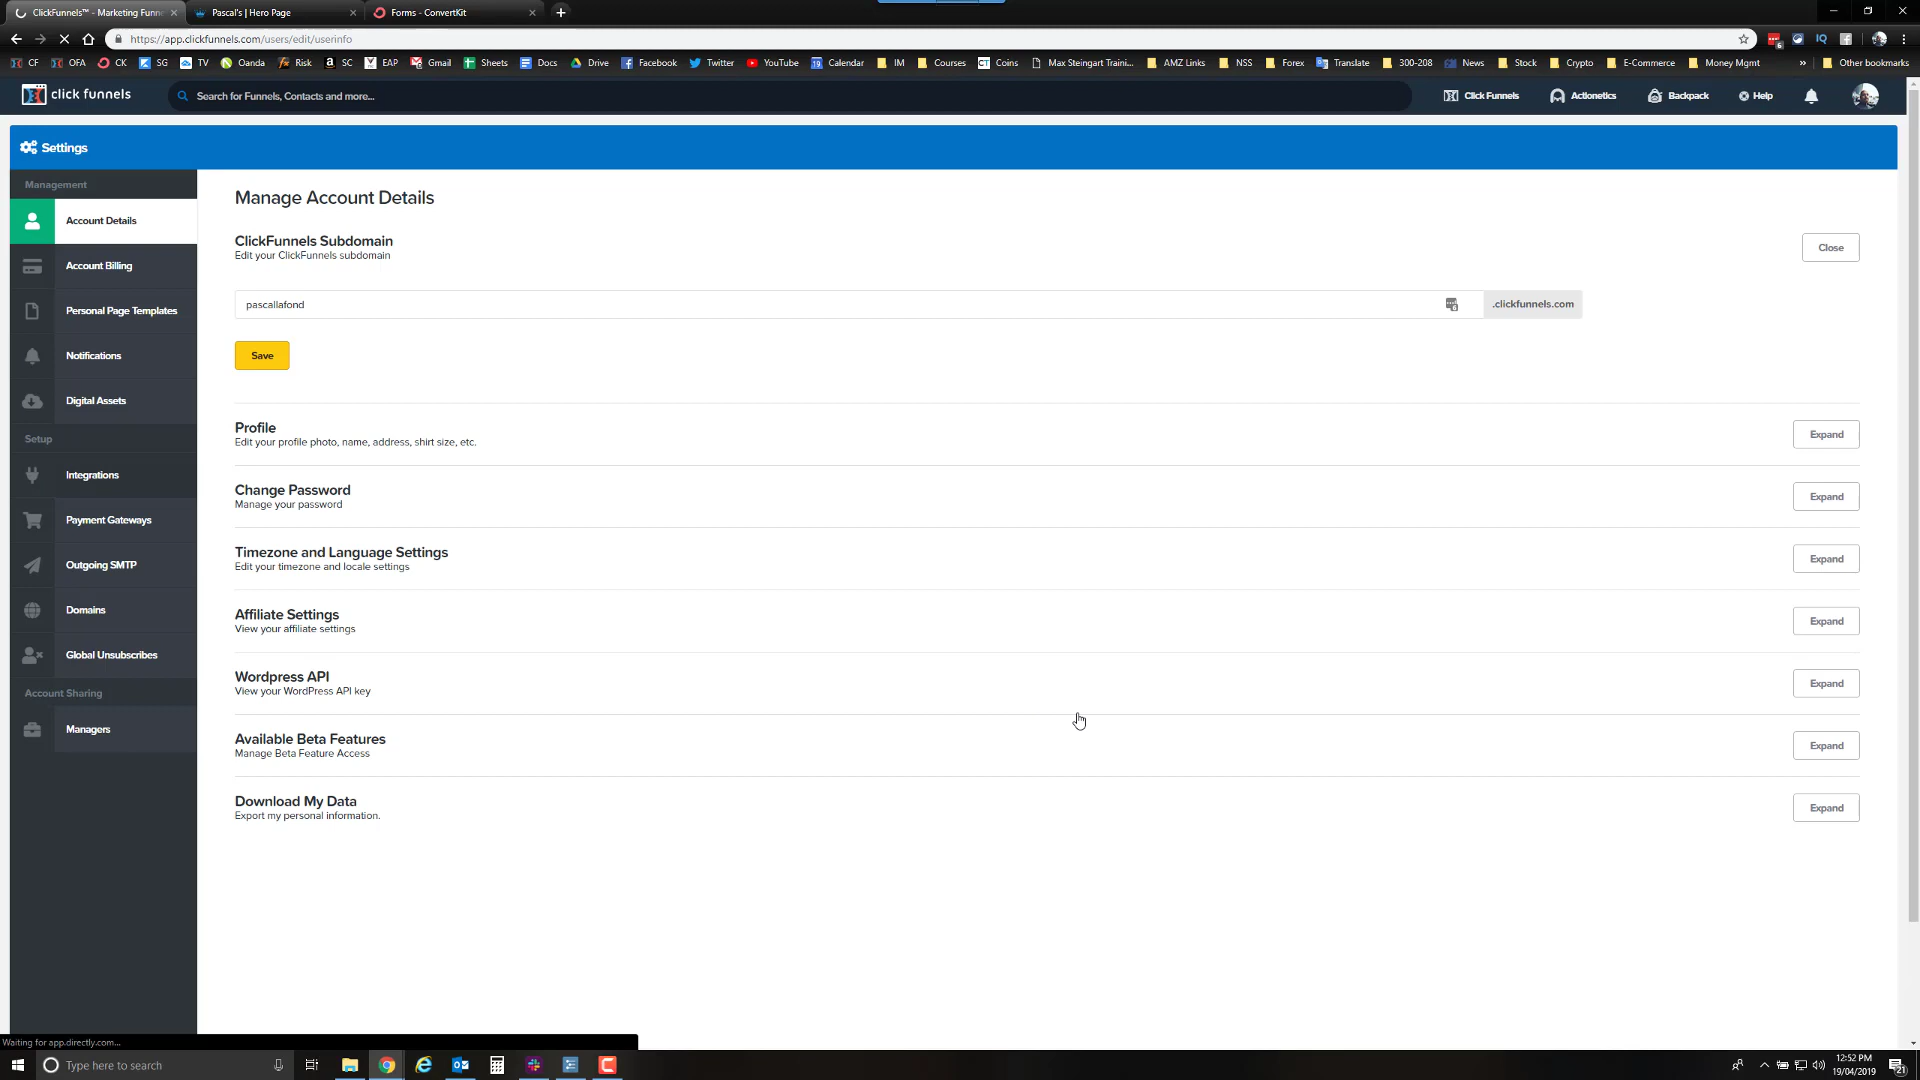 ClickFunnels™ - Marketing Funn
Pascal's | Hero Page
Forms - ConvertKit
https://app.clickfunnels.com/users/edit/userinfo
CF OFA CK SG TV Oanda Risk SC EAP Gmail Sheets Docs Drive Facebook Twitter YouTube Calendar IM Courses Coins Max Steingart Traini... AMZ Links NSS Forex Translate 300-208 News Stock Crypto E-Commerce Money Mgmt » Other bookmarks
click funnels
Search for Funnels, Contacts and more...
Click Funnels
Actionetics
Backpack
Help
Settings
Management
Account Details
Account Billing
Personal Page Templates
Notifications
Digital Assets
Setup
Integrations
Payment Gateways
Outgoing SMTP
Domains
Global Unsubscribes
Account Sharing
Managers
Manage Account Details
ClickFunnels Subdomain
Edit your ClickFunnels subdomain
Close
pascallafond
.clickfunnels.com
Save
Profile
Edit your profile photo, name, address, shirt size, etc.
Expand
Change Password
Manage your password
Expand
Timezone and Language Settings
Edit your timezone and locale settings
Expand
Affiliate Settings
View your affiliate settings
Expand
Wordpress API
View your WordPress API key
Expand
Available Beta Features
Manage Beta Feature Access
Expand
Download My Data
Export my personal information.
Expand
Waiting for app.directly.com...
Type here to search
12:52 PM
19/04/2019
21